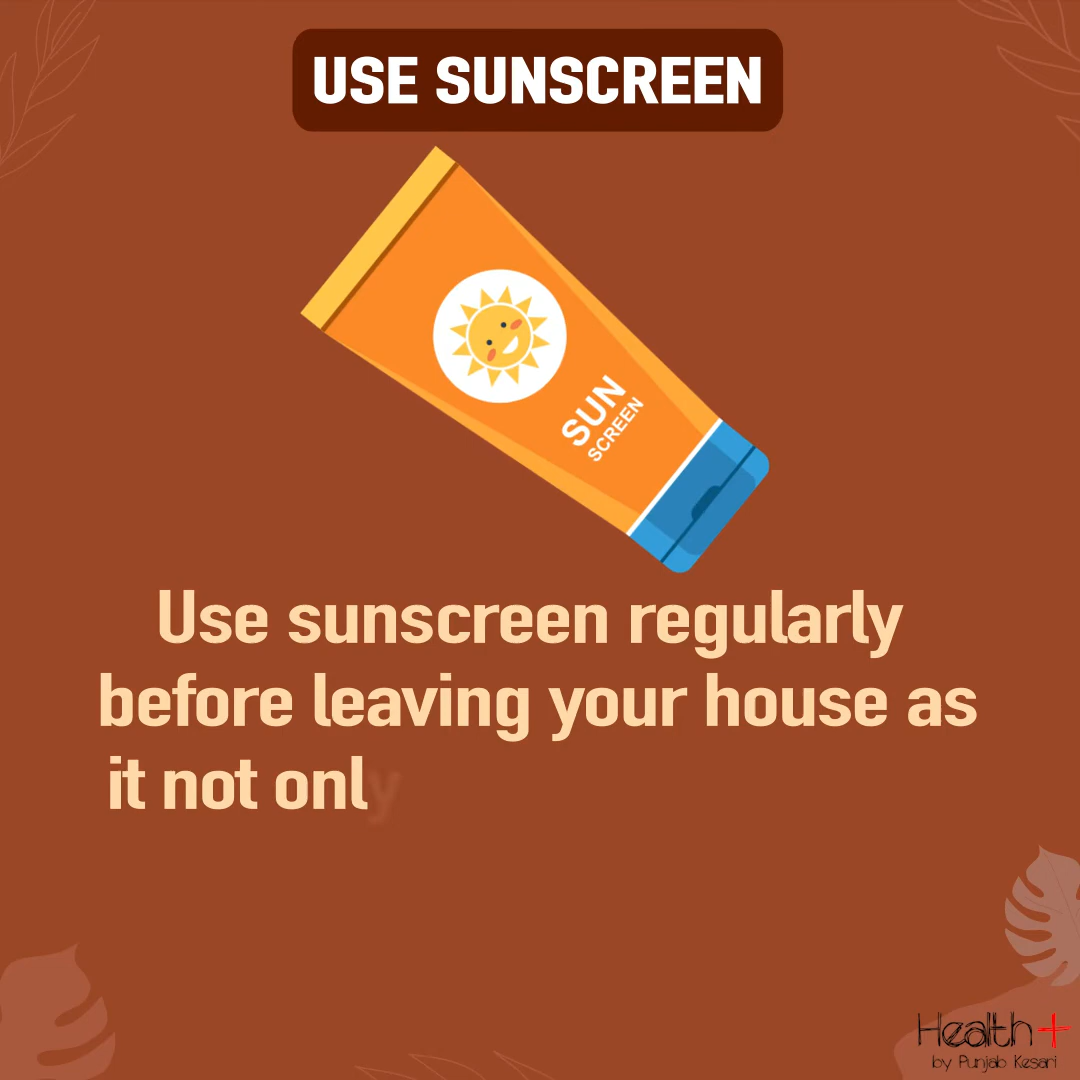 USE SUNSCREEN
SUN
SCREEN
Use sunscreen regularly
before leaving your house as
it not only
Health+
by Punjab Kesari